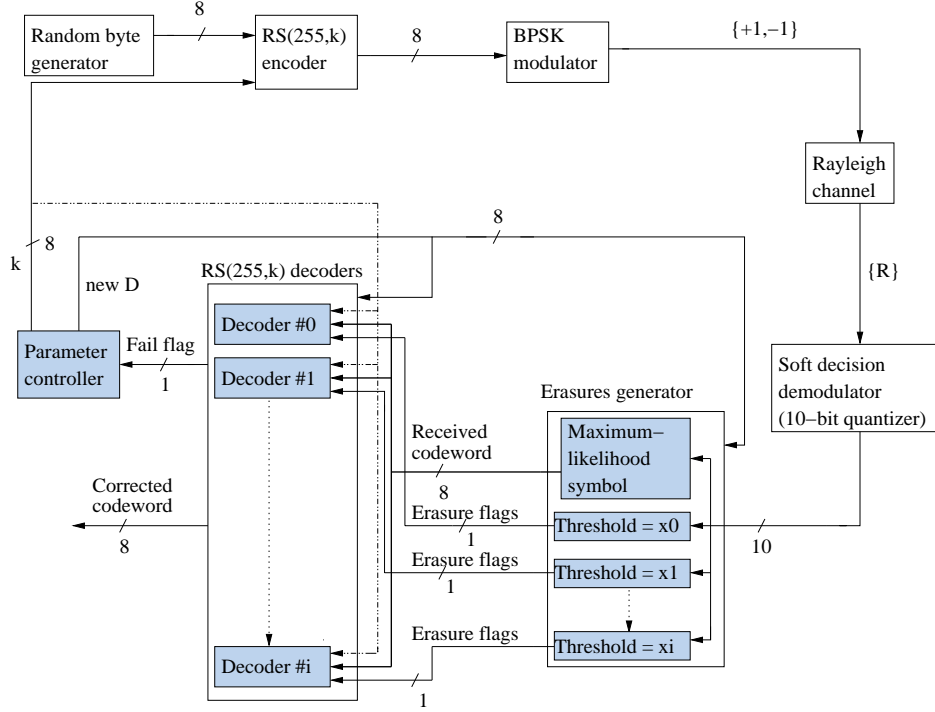 8
Random byte
generator
RS(255,k)
encoder
8
BPSK
modulator
{+1,−1}
Rayleigh
channel
8
k
new D
8
{R}
RS(255,k) decoders
Decoder #0
Decoder #1
Decoder #i
Parameter
controller
Fail flag
1
Soft decision
demodulator
(10−bit quantizer)
Erasures generator
Maximum−
likelihood
symbol
Received
codeword
8
Corrected
codeword
8
Erasure flags
1
Threshold = x0
10
Erasure flags
1
Threshold = x1
Erasure flags
1
Threshold = xi